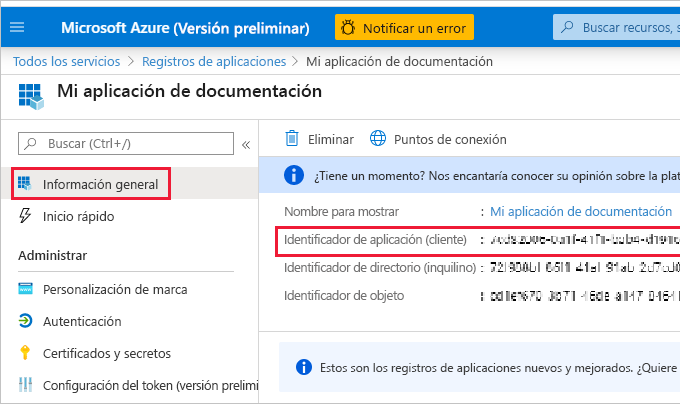 Microsoft Azure (Versión preliminar)
Notificar un error
Buscar recursos, s
Todos los servicios > Registros de aplicaciones > Mi aplicación de documentación
Mi aplicación de documentación
Buscar (Ctrl+/)
«
Eliminar
Puntos de conexión
Información general
¿Tiene un momento? Nos encantaría conocer su opinión sobre la plat
Inicio rápido
Nombre para mostrar : Mi aplicación de documentación
Identificador de aplicación (cliente) :
Identificador de directorio (inquilino) :
Identificador de objeto :
Administrar
Personalización de marca
Autenticación
Certificados y secretos
Configuración del token (versión prelimi
Estos son los registros de aplicaciones nuevos y mejorados. ¿Quiere